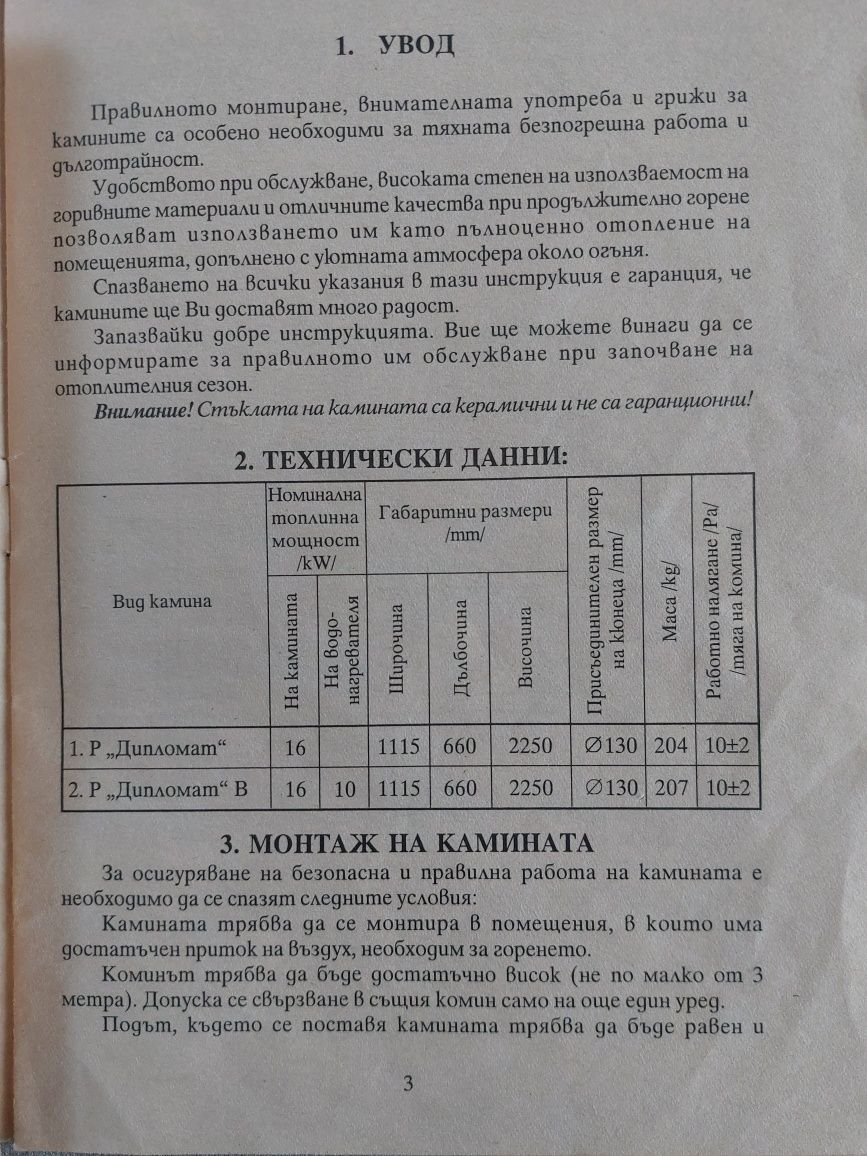 1. УВОД
Правилното монтиране, внимателната употреба и грижи за
камините са особено необходими за тяхната безпогрешна работа и
дълготрайност.
Удобството при обслужване, високата степен на използваемост на
горивните материали и отличните качества при продължително горене
позволяват използването им като пълноценно отопление на
помещенията, допълнено с уютната атмосфера около огъня.
Спазването на всички указания в тази инструкция е гаранция, че
камините ще Ви доставят много радост.
Запазвайки добре инструкцията. Вие ще можете винаги да се
информирате за правилното им обслужване при започване на
отоплителния сезон.
Внимание! Стъклата на камината са керамични и не са гаранционни!
2. ТЕХНИЧЕСКИ ДАННИ:
Вид камина
Номинална
топлинна
мощност
/kW/
На камината
На водо-
нагревателя
Габаритни размери
/mm/
Широчина
Дълбочина
Височина
Присъединителен размер
на кюнеца /mm/
Маса /kg/
Работно налягане /Pa/
/тяга на комина/
1. Р „Дипломат“ 16 1115 660 2250 ∅130 204 10±2
2. Р „Дипломат“ В 16 10 1115 660 2250 ∅130 207 10±2
3. МОНТАЖ НА КАМИНАТА
За осигуряване на безопасна и правилна работа на камината е
необходимо да се спазят следните условия:
Камината трябва да се монтира в помещения, в които има
достатъчен приток на въздух, необходим за горенето.
Коминът трябва да бъде достатъчно висок (не по малко от 3
метра). Допуска се свързване в същия комин само на още един уред.
Подът, където се поставя камината трябва да бъде равен и
3